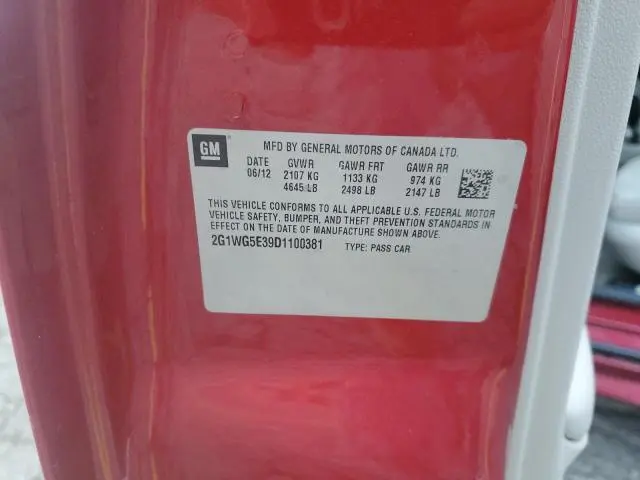 GM MFD BY GENERAL MOTORS OF CANADA LTD.
DATE GVWR GAWR FRT GAWR RR
06/12 2107 KG 1133 KG 974 KG
4645 LB 2498 LB 2147 LB
THIS VEHICLE CONFORMS TO ALL APPLICABLE U.S. FEDERAL MOTOR
VEHICLE SAFETY, BUMPER, AND THEFT PREVENTION STANDARDS IN
EFFECT ON THE DATE OF MANUFACTURE SHOWN ABOVE.
2G1WG5E39D1100381 TYPE: PASS CAR